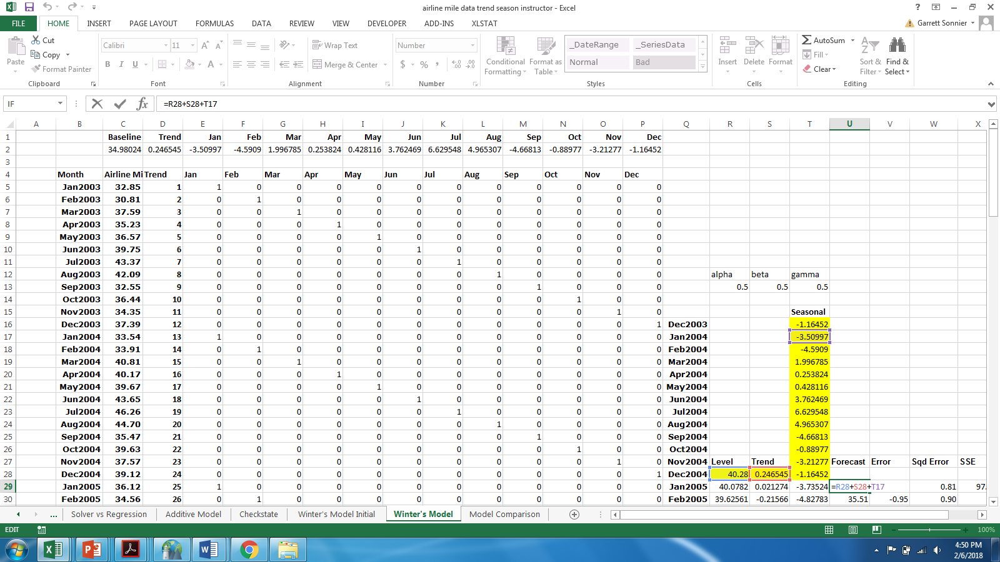 airline mile data trend season instructor - Excel
FILE HOME INSERT PAGE LAYOUT FORMULAS DATA REVIEW VIEW DEVELOPER ADD-INS XLSTAT Garrett Sonnier
Paste Cut Copy Format Painter Clipboard
Calibri 11 B I U A Font
Wrap Text Merge & Center Alignment
Number $ % Number
Conditional Formatting Format as Table _DateRange _SeriesData Normal Bad Styles
Insert Delete Format Cells
AutoSum Fill Clear Sort & Filter Find & Select Editing
IF fx =R28+S28+T17
A B C D E F G H I J K L M N O P Q R S T U V W X
1 Baseline Trend Jan Feb Mar Apr May Jun Jul Aug Sep Oct Nov Dec
2 34.98024 0.246545 -3.50997 -4.5909 1.996785 0.253824 0.428116 3.762469 6.629548 4.965307 -4.66813 -0.88977 -3.21277 -1.16452
3
4 Month Airline Mi Trend Jan Feb Mar Apr May Jun Jul Aug Sep Oct Nov Dec
5 Jan2003 32.85 1 1 0 0 0 0 0 0 0 0 0 0 0
6 Feb2003 30.81 2 0 1 0 0 0 0 0 0 0 0 0 0
7 Mar2003 37.59 3 0 0 1 0 0 0 0 0 0 0 0 0
8 Apr2003 35.23 4 0 0 0 1 0 0 0 0 0 0 0 0
9 May2003 36.57 5 0 0 0 0 1 0 0 0 0 0 0 0
10 Jun2003 39.75 6 0 0 0 0 0 1 0 0 0 0 0 0
11 Jul2003 43.37 7 0 0 0 0 0 0 1 0 0 0 0 0
12 Aug2003 42.09 8 0 0 0 0 0 0 0 1 0 0 0 0 alpha beta gamma
13 Sep2003 32.55 9 0 0 0 0 0 0 0 0 1 0 0 0 0.5 0.5 0.5
14 Oct2003 36.44 10 0 0 0 0 0 0 0 0 0 1 0 0
15 Nov2003 34.35 11 0 0 0 0 0 0 0 0 0 0 1 0 Seasonal
16 Dec2003 37.39 12 0 0 0 0 0 0 0 0 0 0 0 1 Dec2003 -1.16452
17 Jan2004 33.54 13 1 0 0 0 0 0 0 0 0 0 0 0 Jan2004 -3.50997
18 Feb2004 33.91 14 0 1 0 0 0 0 0 0 0 0 0 0 Feb2004 -4.5909
19 Mar2004 40.81 15 0 0 1 0 0 0 0 0 0 0 0 0 Mar2004 1.996785
20 Apr2004 40.17 16 0 0 0 1 0 0 0 0 0 0 0 0 Apr2004 0.253824
21 May2004 39.67 17 0 0 0 0 1 0 0 0 0 0 0 0 May2004 0.428116
22 Jun2004 43.65 18 0 0 0 0 0 1 0 0 0 0 0 0 Jun2004 3.762469
23 Jul2004 46.26 19 0 0 0 0 0 0 1 0 0 0 0 0 Jul2004 6.629548
24 Aug2004 44.70 20 0 0 0 0 0 0 0 1 0 0 0 0 Aug2004 4.965307
25 Sep2004 35.47 21 0 0 0 0 0 0 0 0 1 0 0 0 Sep2004 -4.66813
26 Oct2004 39.63 22 0 0 0 0 0 0 0 0 0 1 0 0 Oct2004 -0.88977
27 Nov2004 37.57 23 0 0 0 0 0 0 0 0 0 0 1 0 Nov2004 Level Trend -3.21277 Forecast Error Sqd Error SSE
28 Dec2004 39.12 24 0 0 0 0 0 0 0 0 0 0 0 1 Dec2004 40.28 0.246545 -1.16452
29 Jan2005 36.12 25 1 0 0 0 0 0 0 0 0 0 0 0 Jan2005 40.0782 0.021274 -3.73524 =R28+S28+T17 0.81 97.
30 Feb2005 34.56 26 0 1 0 0 0 0 0 0 0 0 0 0 Feb2005 39.62561 -0.21566 -4.82783 35.51 -0.95 0.90
... Solver vs Regression Additive Model Checkstate Winter's Model Initial Winter's Model Model Comparison
EDIT 100%
4:50 PM
2/6/2018